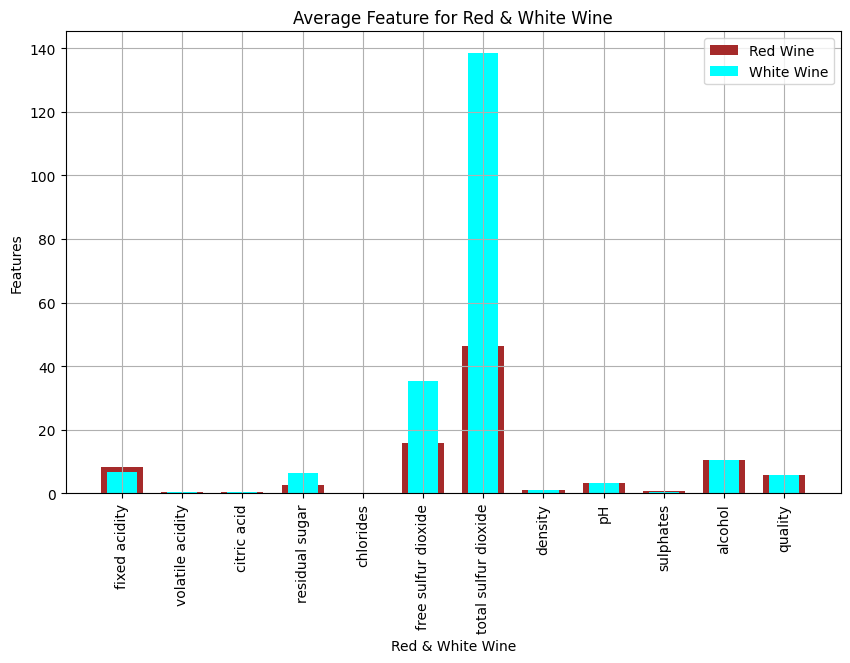 Average Feature for Red & White Wine
Red Wine
White Wine
Features
140
120
100
80
60
40
20
0
fixed acidity
volatile acidity
citric acid
residual sugar
chlorides
free sulfur dioxide
total sulfur dioxide
density
pH
sulphates
alcohol
quality
Red & White Wine